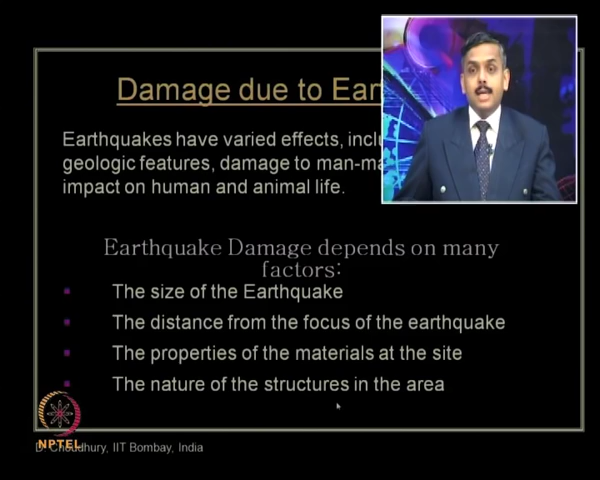 Damage due to Ear
Earthquakes have varied effects, incl
geologic features, damage to man-ma
impact on human and animal life.
Earthquake Damage depends on many
factors:
The size of the Earthquake
The distance from the focus of the earthquake
The properties of the materials at the site
The nature of the structures in the area
NPTEL
D. Choudhury, IIT Bombay, India